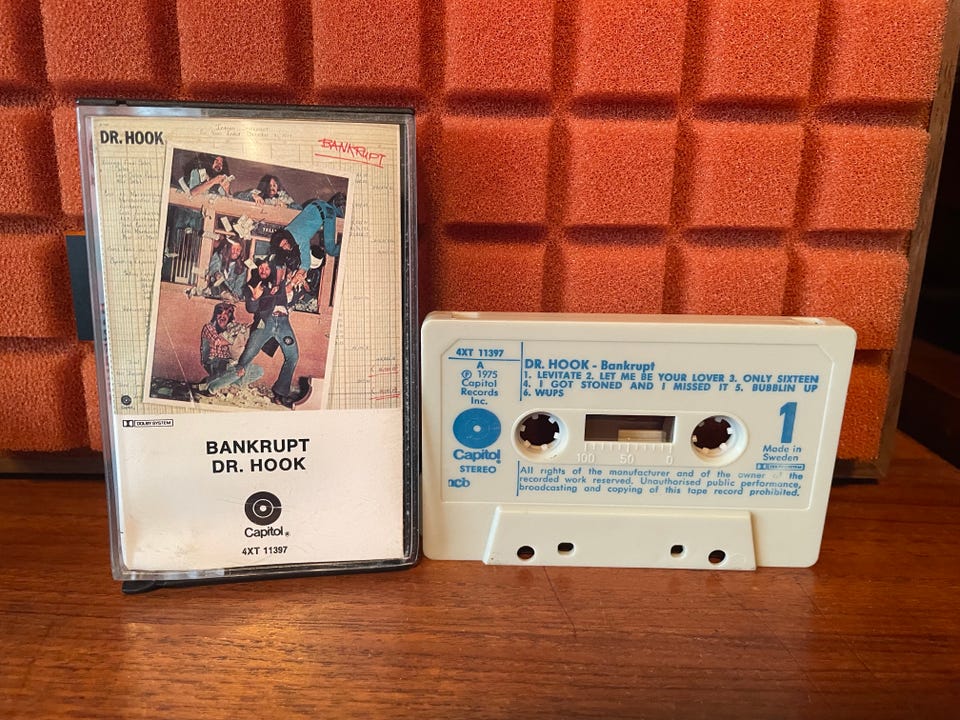 DR. HOOK
BANKRUPT
DOLBY SYSTEM
BANKRUPT
DR. HOOK
Capitol®
4XT 11397
4XT 11397
A
℗ 1975
Capitol
Records
Inc.
Capitol
STEREO
ncb
DR. HOOK - Bankrupt
1. LEVITATE 2. LET ME BE YOUR LOVER 3. ONLY SIXTEEN
4. I GOT STONED AND I MISSED IT 5. BUBBLIN UP
6. WUPS
100 50 0
1
Made in
Sweden
DOLBY SYSTEM
All rights of the manufacturer and of the owner of the
recorded work reserved. Unauthorised public performance,
broadcasting and copying of this tape record prohibited.